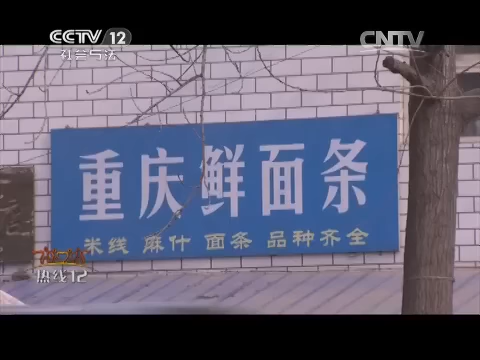 CCTV 12
社会与法
CNTV
重庆鲜面条
米线 麻什 面条 品种齐全
热线12